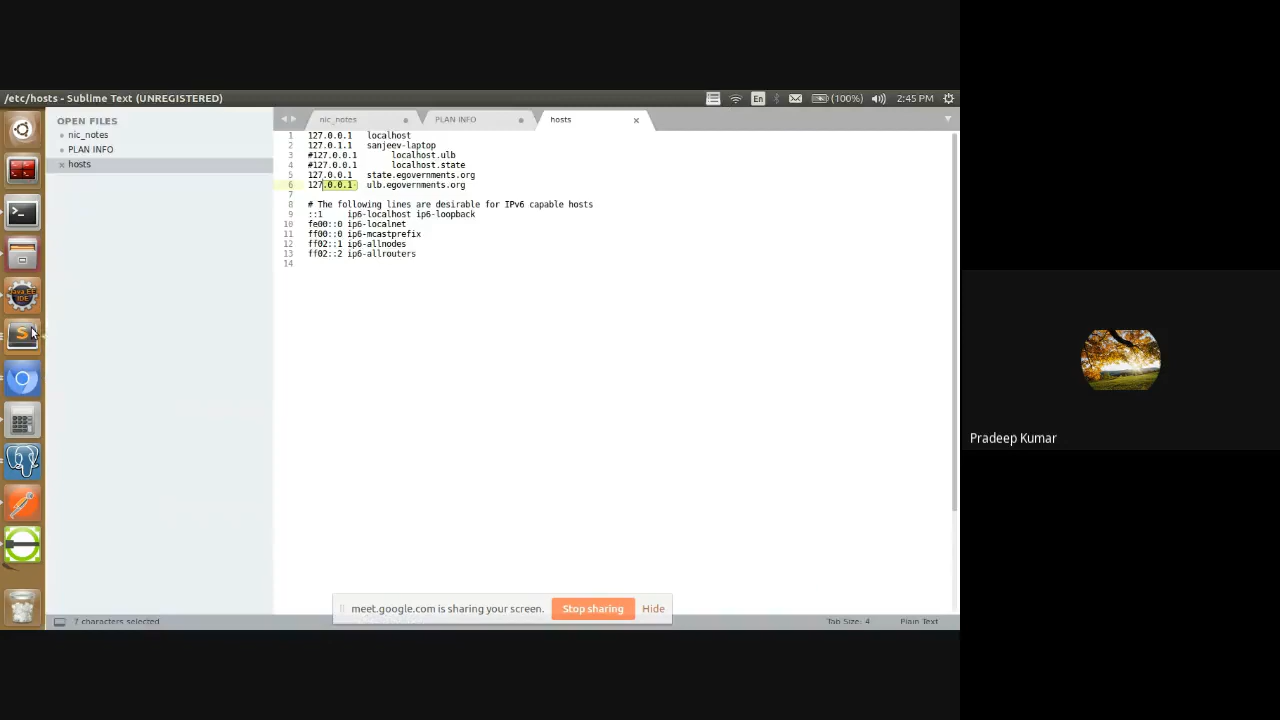 /etc/hosts - Sublime Text (UNREGISTERED)
En (100%) 2:45 PM
OPEN FILES
nic_notes
PLAN INFO
hosts
nic_notes PLAN INFO hosts
1 127.0.0.1 localhost
2 127.0.1.1 sanjeev-laptop
3 #127.0.0.1 localhost.ulb
4 #127.0.0.1 localhost.state
5 127.0.0.1 state.egovernments.org
6 127.0.0.1 ulb.egovernments.org
7
8 # The following lines are desirable for IPv6 capable hosts
9 ::1 ip6-localhost ip6-loopback
10 fe00::0 ip6-localnet
11 ff00::0 ip6-mcastprefix
12 ff02::1 ip6-allnodes
13 ff02::2 ip6-allrouters
14
Java EE
IDE
S
Pradeep Kumar
meet.google.com is sharing your screen. Stop sharing Hide
7 characters selected Tab Size: 4 Plain Text